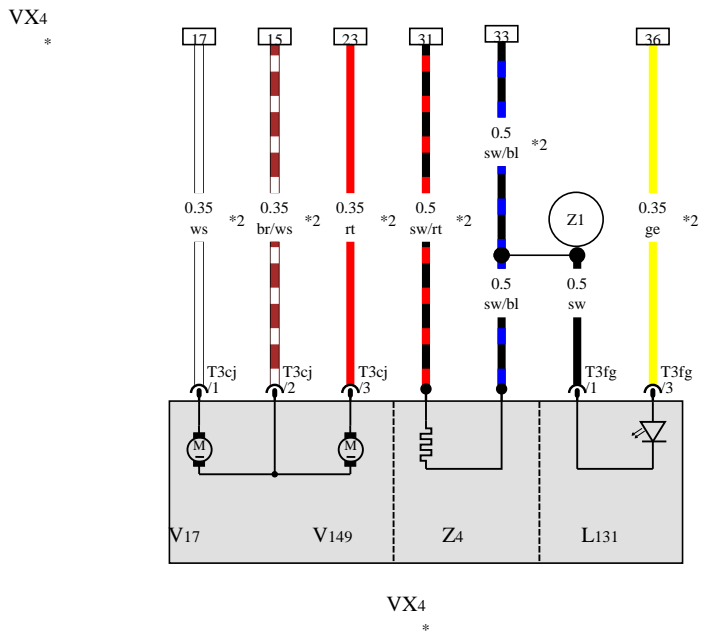 VX4
*
17 15 23 31 33 36
0.5
sw/bl *2
0.35
ws *2
0.35
br/ws *2
0.35
rt *2
0.5
sw/rt *2
Z1
0.35
ge *2
0.5
sw/bl
0.5
sw
T3cj
/1
T3cj
/2
T3cj
/3
T3fg
/1
T3fg
/3
M M
V17 V149 Z4 L131
VX4
*